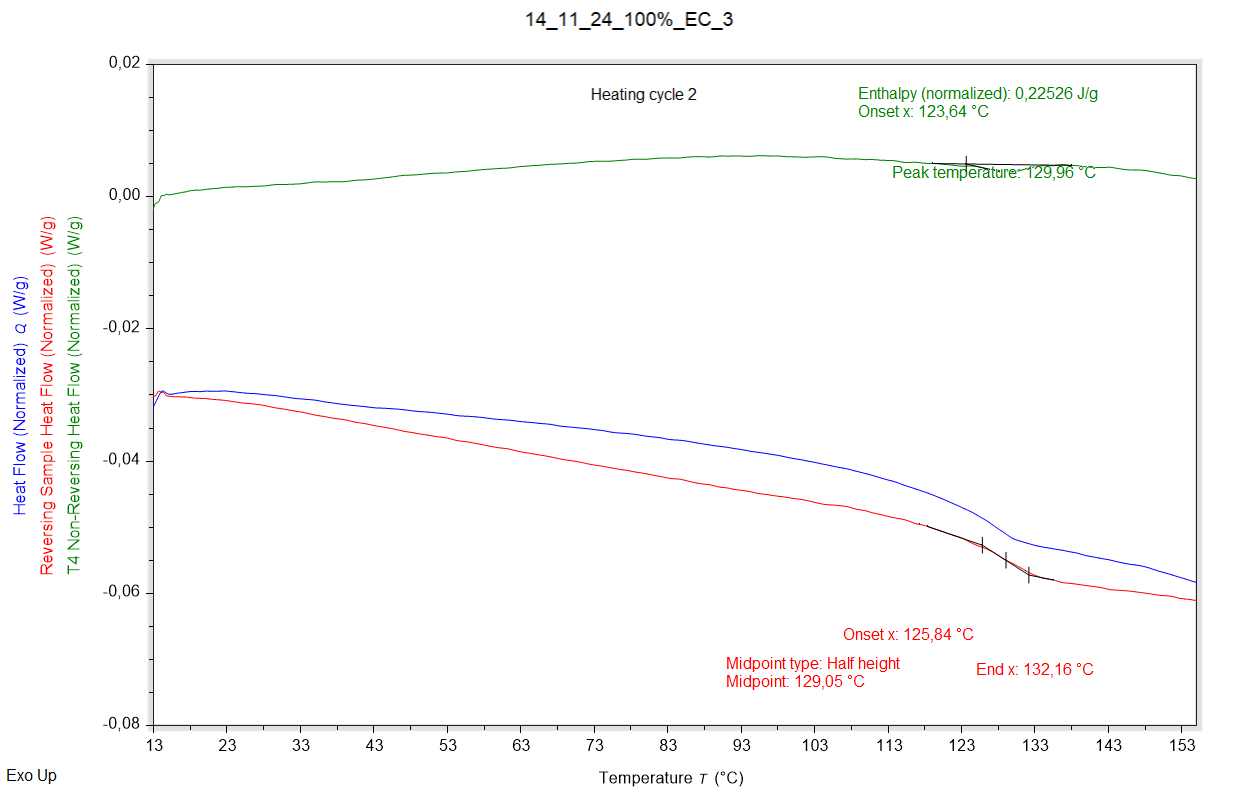 14_11_24_100%_EC_3
Heating cycle 2
Enthalpy (normalized): 0,22526 J/g
Onset x: 123,64 °C
Peak temperature: 129,96 °C
0,02
0,00
-0,02
-0,04
-0,06
-0,08
Heat Flow (Normalized) Q (W/g)
Reversing Sample Heat Flow (Normalized) (W/g)
T4 Non-Reversing Heat Flow (Normalized) (W/g)
Onset x: 125,84 °C
Midpoint type: Half height
Midpoint: 129,05 °C
End x: 132,16 °C
13 23 33 43 53 63 73 83 93 103 113 123 133 143 153
Exo Up
Temperature T (°C)